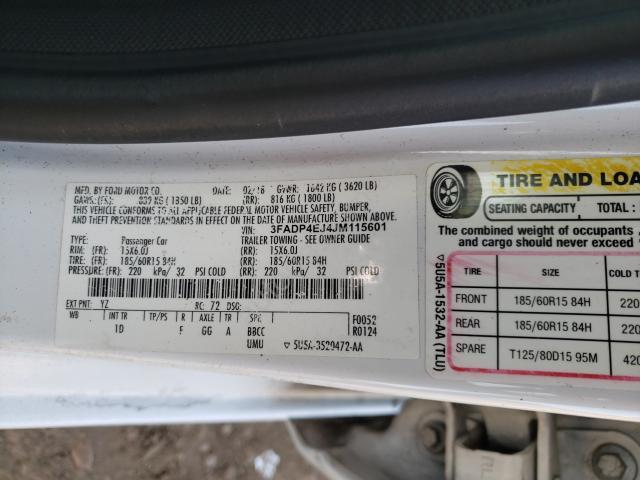 MFD. BY FORD MOTOR CO.
DATE: 02/18 GVWR: 1642 KG ( 3620 LB)
GAWR:(FR): 839 KG ( 1850 LB) (RR): 816 KG ( 1800 LB)
THIS VEHICLE CONFORMS TO ALL APPLICABLE FEDERAL MOTOR VEHICLE SAFETY, BUMPER,
AND THEFT PREVENTION STANDARDS IN EFFECT ON THE
DATE OF MANUFACTURE SHOWN ABOVE.
VIN: 3FADP4EJ4JM115601
TYPE: Passenger Car TRAILER TOWING - SEE OWNER GUIDE
RIM: (FR): 15X6.0J (RR): 15X6.0J
TIRE: 185/60R15 84H (RR): 185/60R15 84H
PRESSURE: (FR) 220 kPa/ 32 PSI COLD (RR) 220 kPa/ 32 PSI COLD
EXT PNT: YZ RC: 72 DSO:
WB INT TR TP/PS R AXLE TR SPR F0052
1D F GG A BBCC R0124
UMU ▽ 5U5A-3520472-AA
TIRE AND LOA
SEATING CAPACITY TOTAL :
The combined weight of occupants
and cargo should never exceed
▽ 5U5A-1532-AA (TLU)
TIRE SIZE COLD T
FRONT 185/60R15 84H 220
REAR 185/60R15 84H 220
SPARE T125/80D15 95M 420